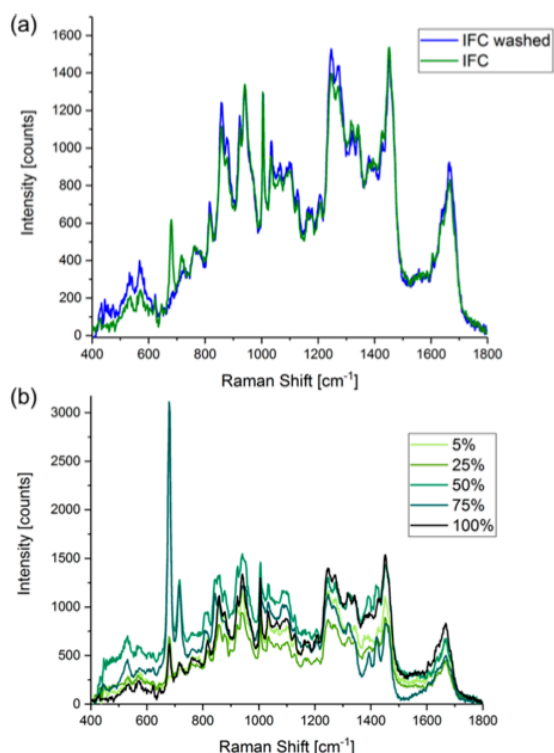 (a)
IFC washed
IFC
1600
1400
1200
1000
800
600
400
200
0
Intensity [counts]
400 600 800 1000 1200 1400 1600 1800
Raman Shift [cm⁻¹]
(b)
3000
2500
2000
1500
1000
500
0
Intensity [counts]
5%
25%
50%
75%
100%
400 600 800 1000 1200 1400 1600 1800
Raman Shift [cm⁻¹]